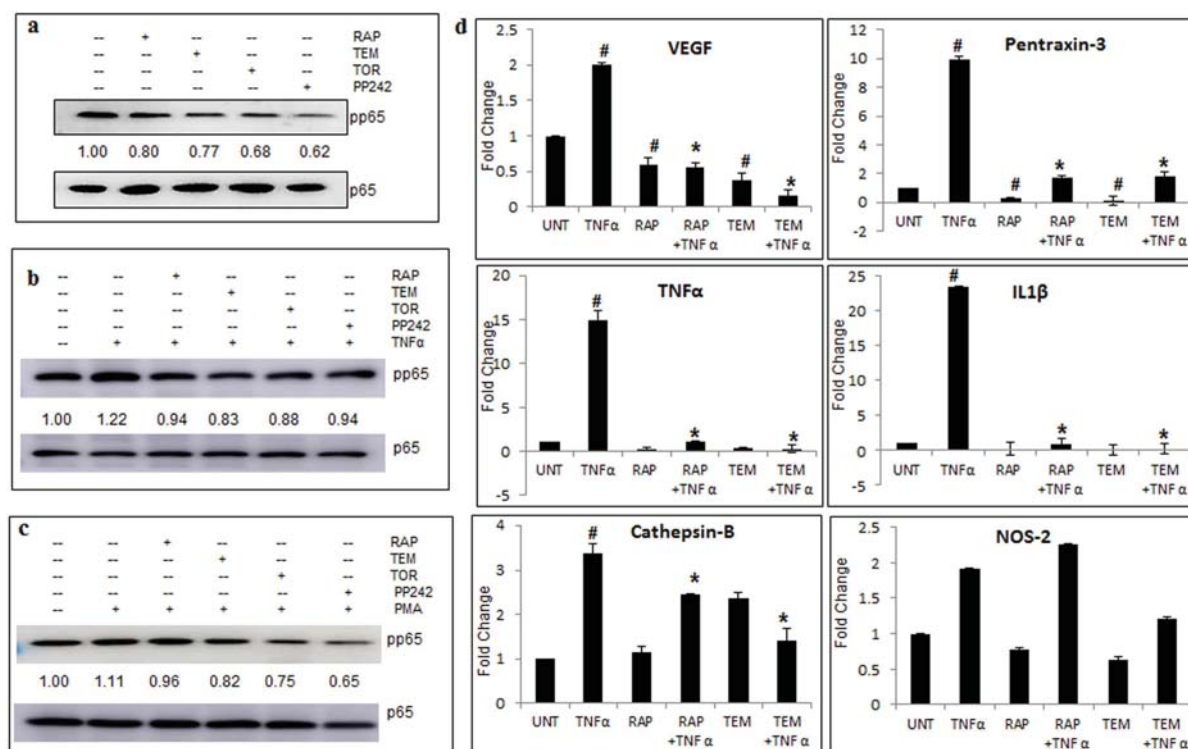 a
-- + -- -- -- RAP
-- -- + -- -- TEM
-- -- -- + -- TOR
-- -- -- -- + PP242
pp65
1.00 0.80 0.77 0.68 0.62
p65
b
-- -- + -- -- -- RAP
-- -- -- + -- -- TEM
-- -- -- -- + -- TOR
-- -- -- -- -- + PP242
-- + + + + + TNFα
pp65
1.00 1.22 0.94 0.83 0.88 0.94
p65
c
-- -- + -- -- -- RAP
-- -- -- + -- -- TEM
-- -- -- -- + -- TOR
-- -- -- -- -- + PP242
-- + + + + + PMA
pp65
1.00 1.11 0.96 0.82 0.75 0.65
p65
d
VEGF
Fold Change
2.5
2
1.5
1
0.5
0
# # * # *
UNT TNFα RAP RAP TEM TEM
+TNF α +TNF α
Pentraxin-3
Fold Change
12
10
8
6
4
2
0
-2
# # * # *
UNT TNFα RAP RAP TEM TEM
+TNF α +TNF α
TNFα
Fold Change
20
15
10
5
0
-5
# * *
UNT TNFα RAP RAP TEM TEM
+TNF α +TNF α
IL1β
Fold Change
25
20
15
10
5
0
-5
# * *
UNT TNFα RAP RAP TEM TEM
+TNF α +TNF α
Cathepsin-B
Fold Change
4
3
2
1
0
# * *
UNT TNFα RAP RAP TEM TEM
+TNF α +TNF α
NOS-2
Fold Change
2.5
2
1.5
1
0.5
0
UNT TNFα RAP RAP TEM TEM
+TNF α +TNF α